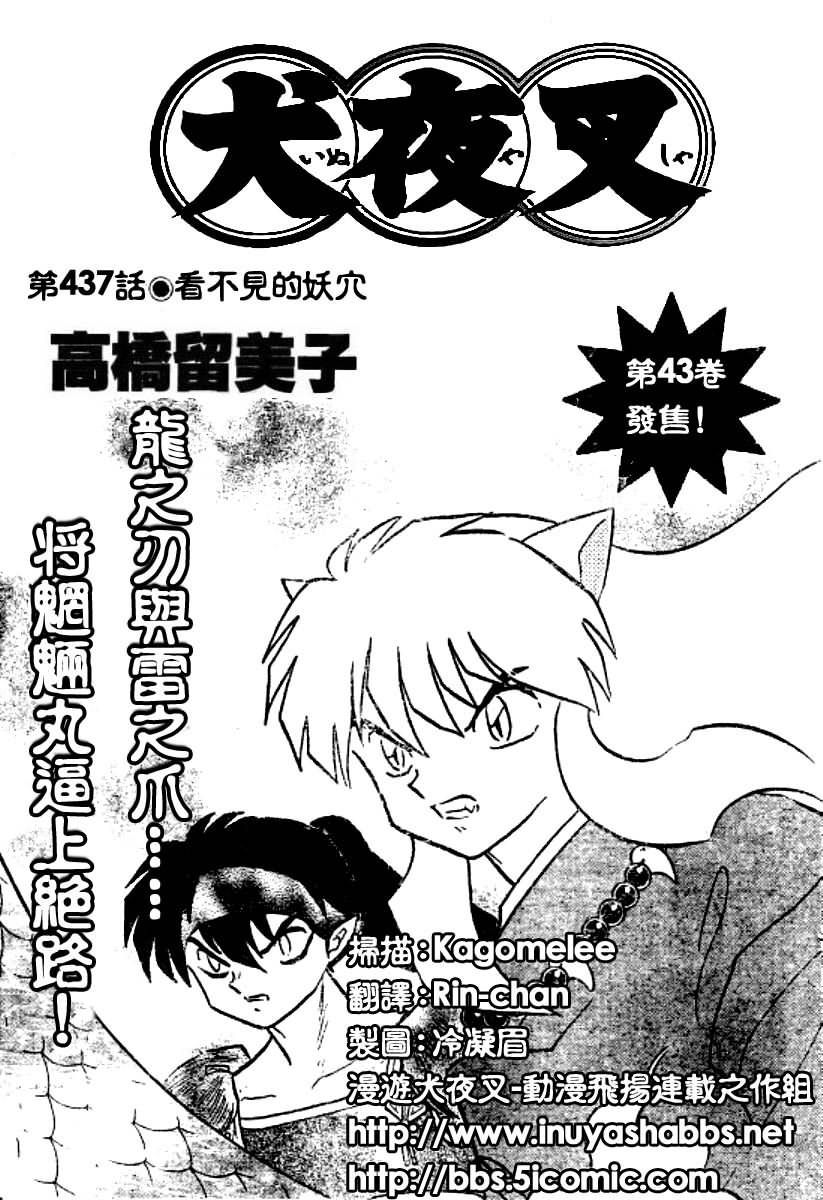 犬夜叉
いぬ や しゃ
第437話◉看不見的妖穴
高橋留美子
第43卷
發售!
龍之刃與雷之爪……
将魍魎丸逼上絶路!
掃描:Kagomelee
翻譯:Rin-chan
製圖:冷凝眉
漫遊犬夜叉-動漫飛揚連載之作組
http://www.inuyashabbs.net
http://bbs.5icomic.com